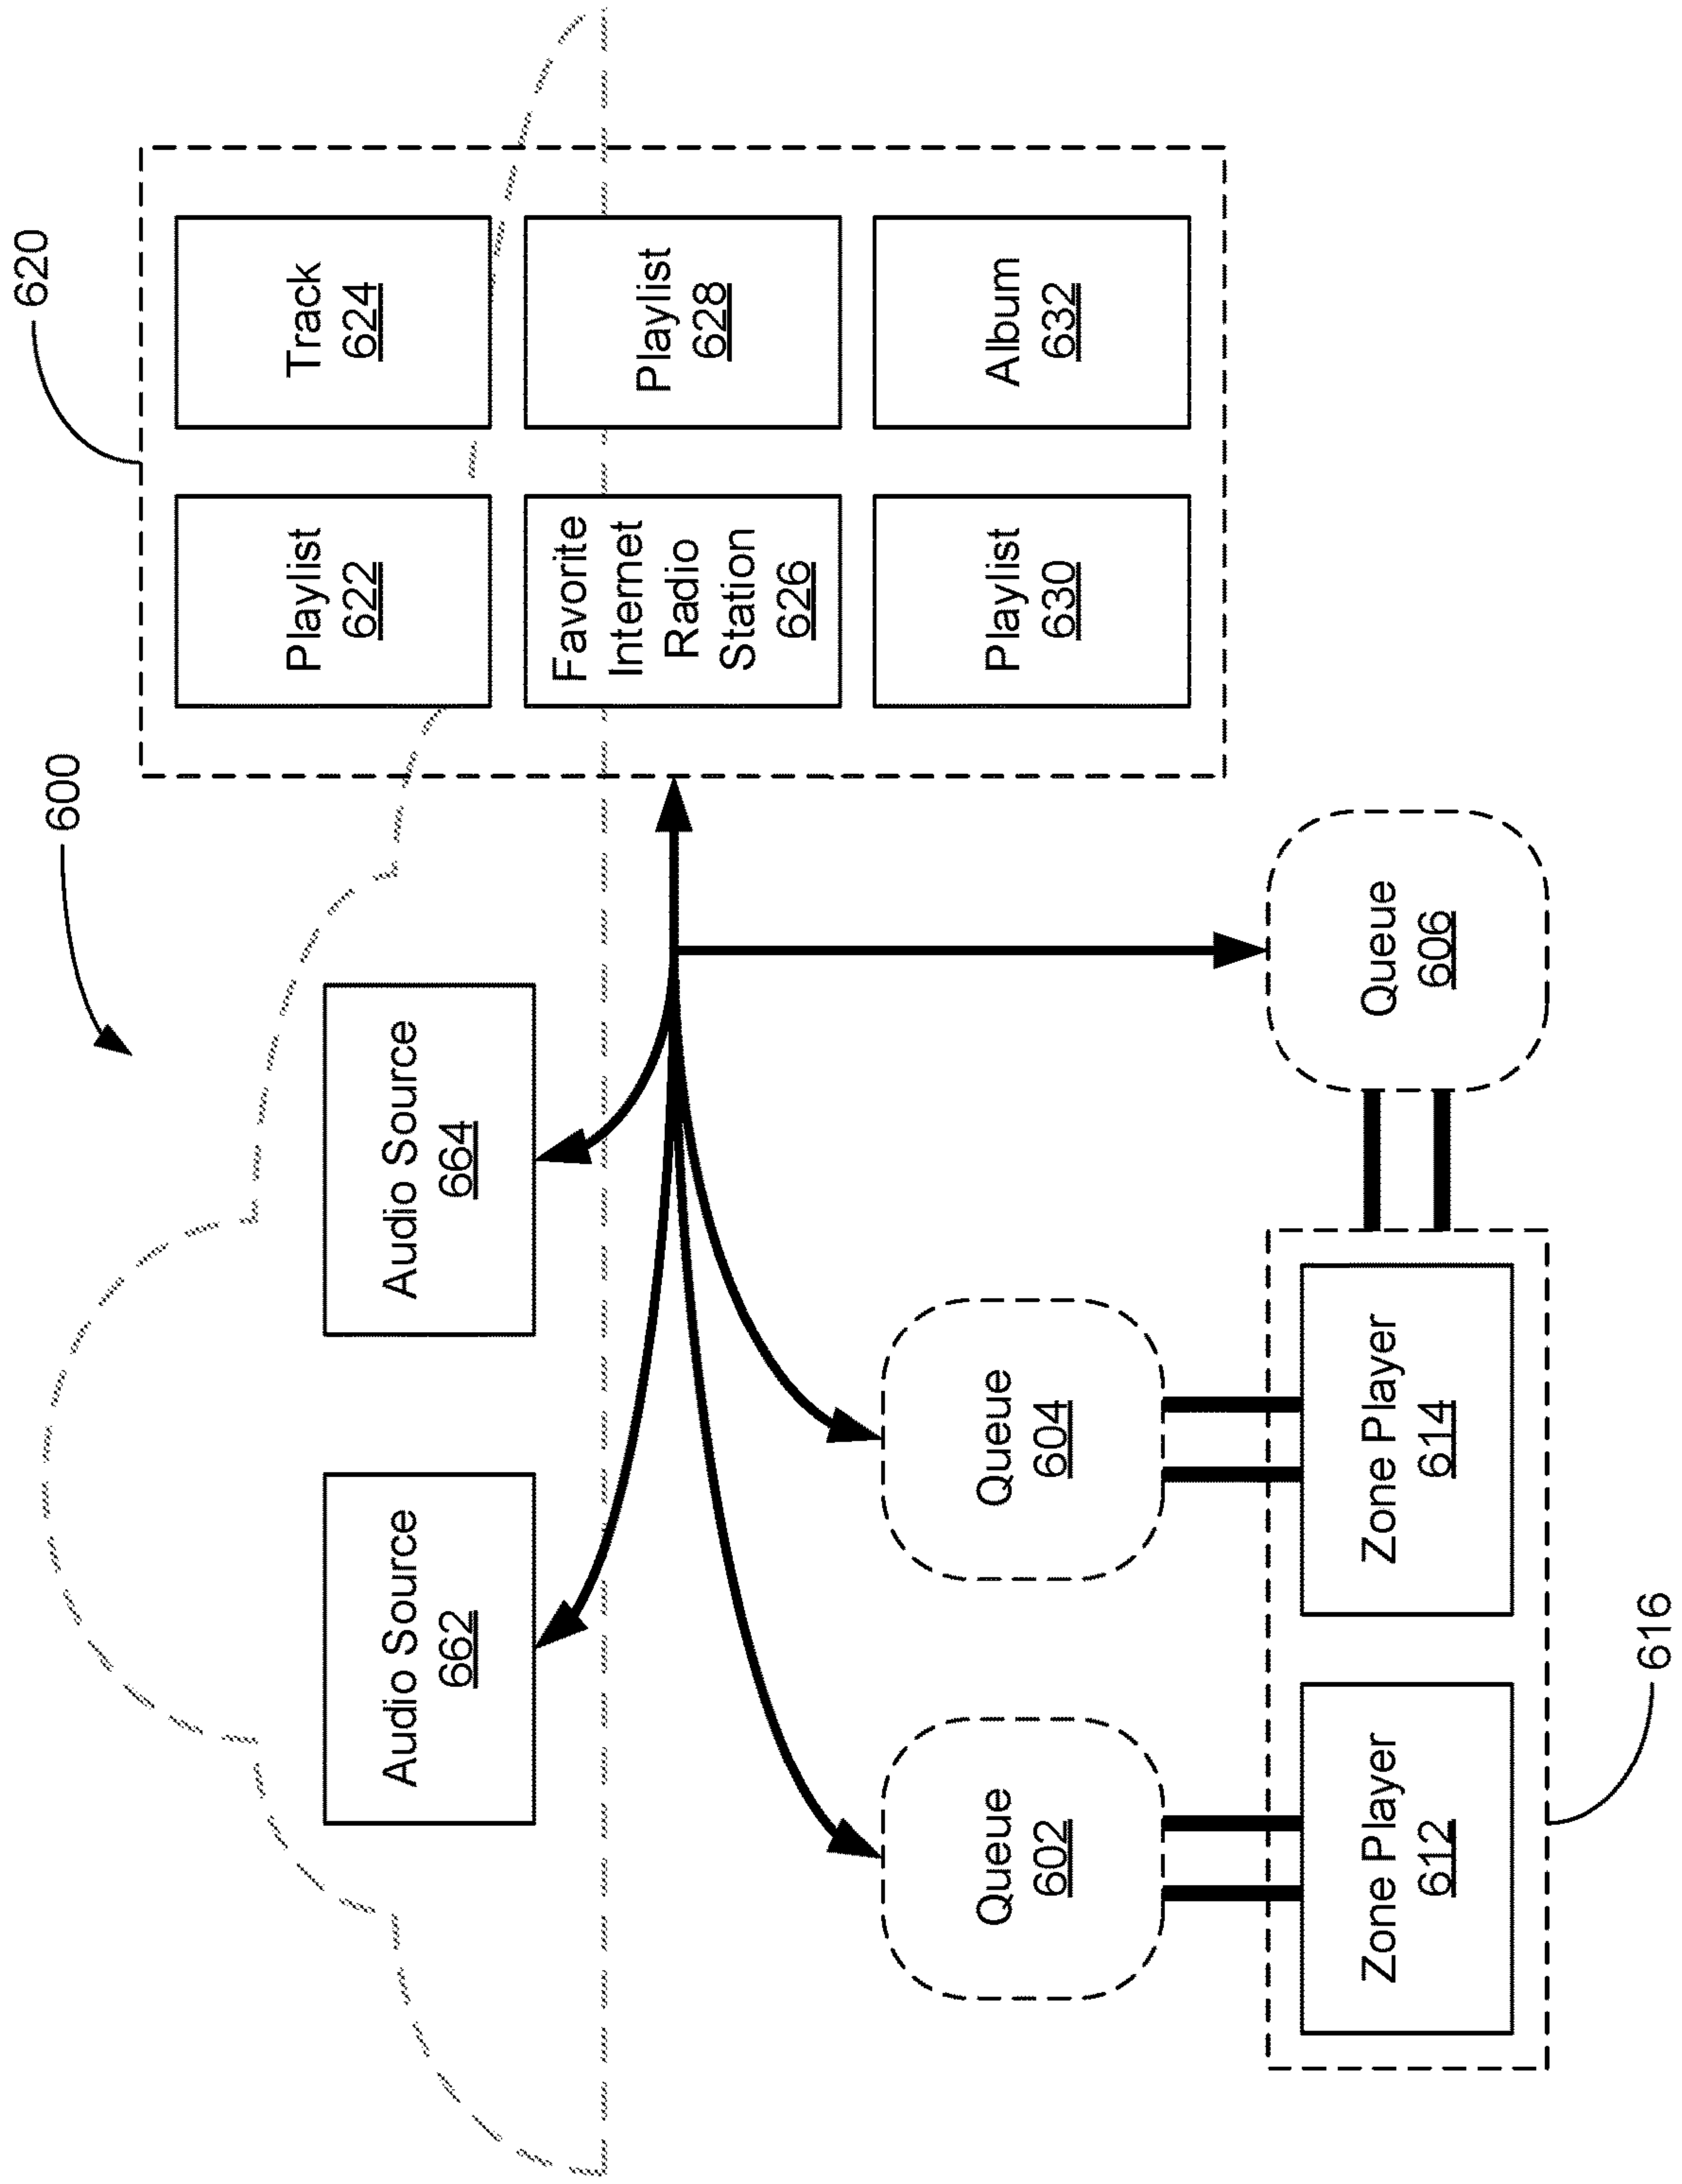 600
620
Audio Source
662
Audio Source
664
Playlist
622
Track
624
Favorite
Internet
Radio
Station
626
Playlist
628
Playlist
630
Album
632
Queue
602
Queue
604
Queue
606
Zone Player
612
Zone Player
614
616